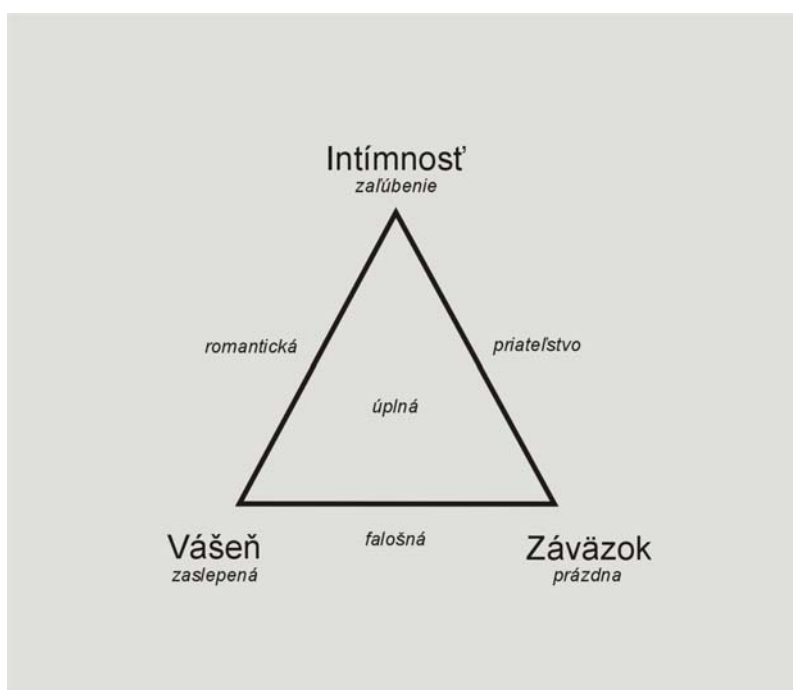 Intímnosť
zaľúbenie
romantická
priateľstvo
úplná
falošná
Vášeň
zaslepená
Záväzok
prázdna